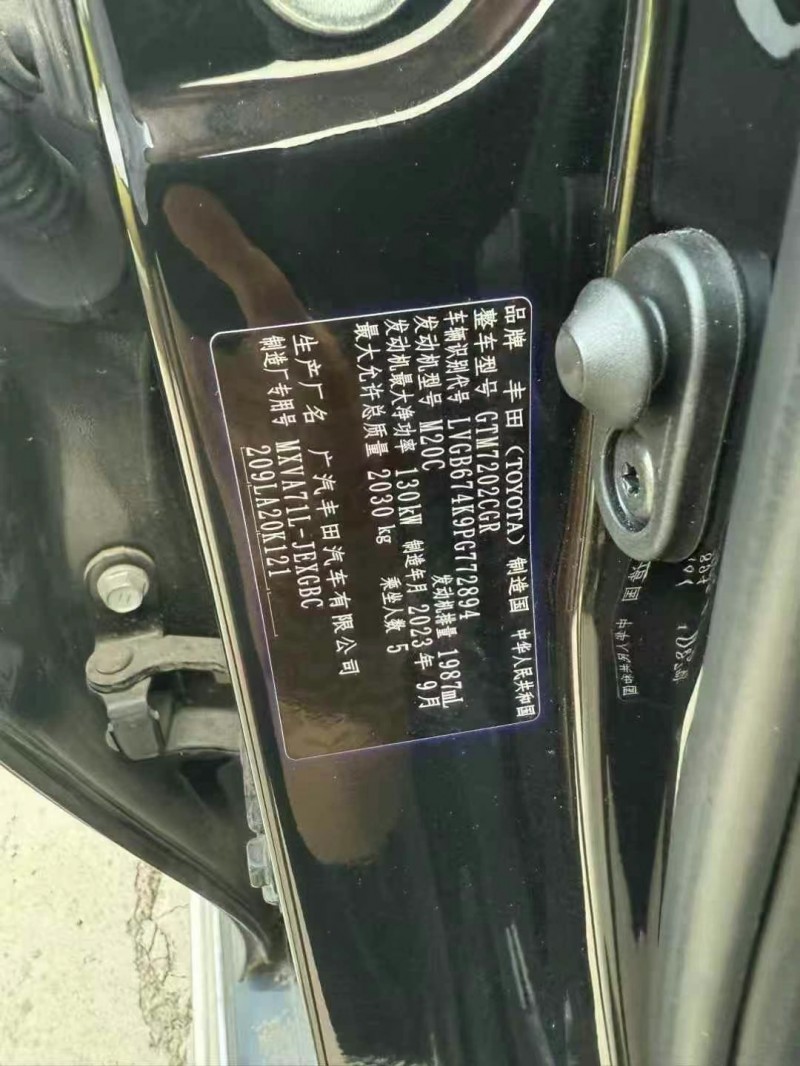 品牌 丰田(TOYOTA) 制造国 中华人民共和国
整车型号 GTM7202CGR
车辆识别代号 LVGB674K9PG772894
发动机型号 M20C 发动机排量 1987mL
发动机最大净功率 130kW 制造年月 2023年9月
最大允许总质量 2030kg 乘坐人数 5
生产厂名 广汽丰田汽车有限公司
制造厂专用号 MXVA71L-JEXGBC
209LA20K121